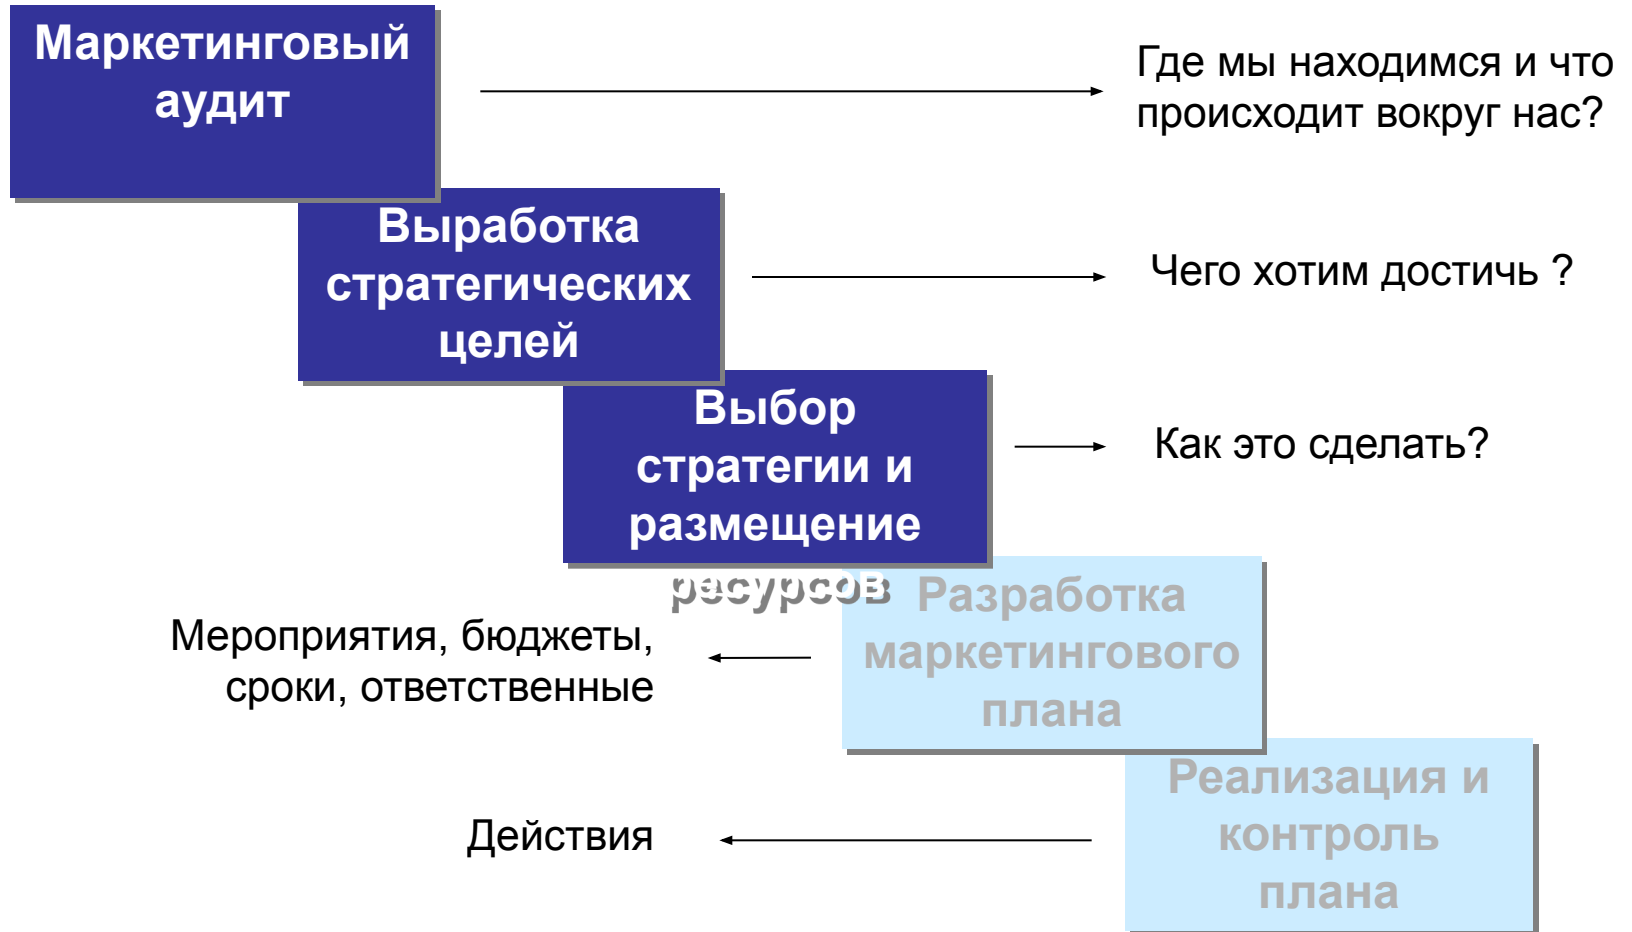 Маркетинговый
аудит
Где мы находимся и что
происходит вокруг нас?
Выработка
стратегических
целей
Чего хотим достичь ?
Выбор
стратегии и
размещение
ресурсов
Как это сделать?
Разработка
маркетингового
плана
Мероприятия, бюджеты,
сроки, ответственные
Реализация и
контроль
плана
Действия